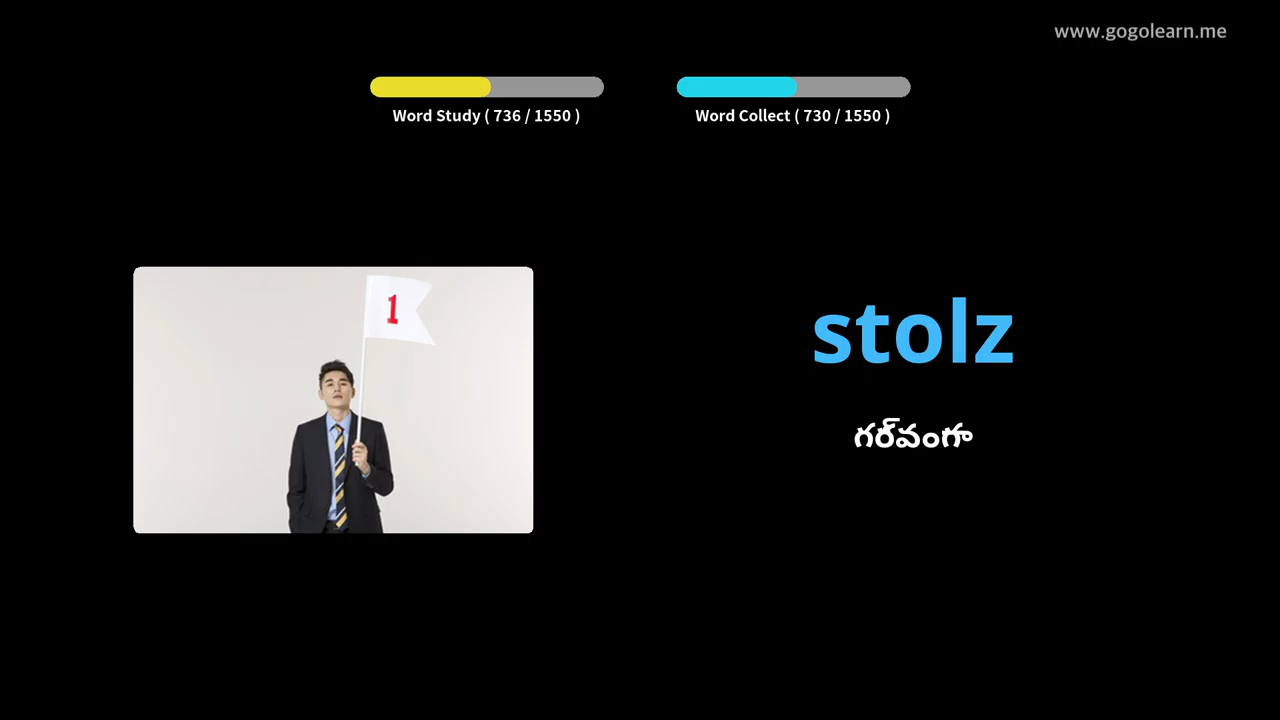 www.gogolearn.me
Word Study ( 736 / 1550 )
Word Collect ( 730 / 1550 )
1
stolz
గర్వంగా